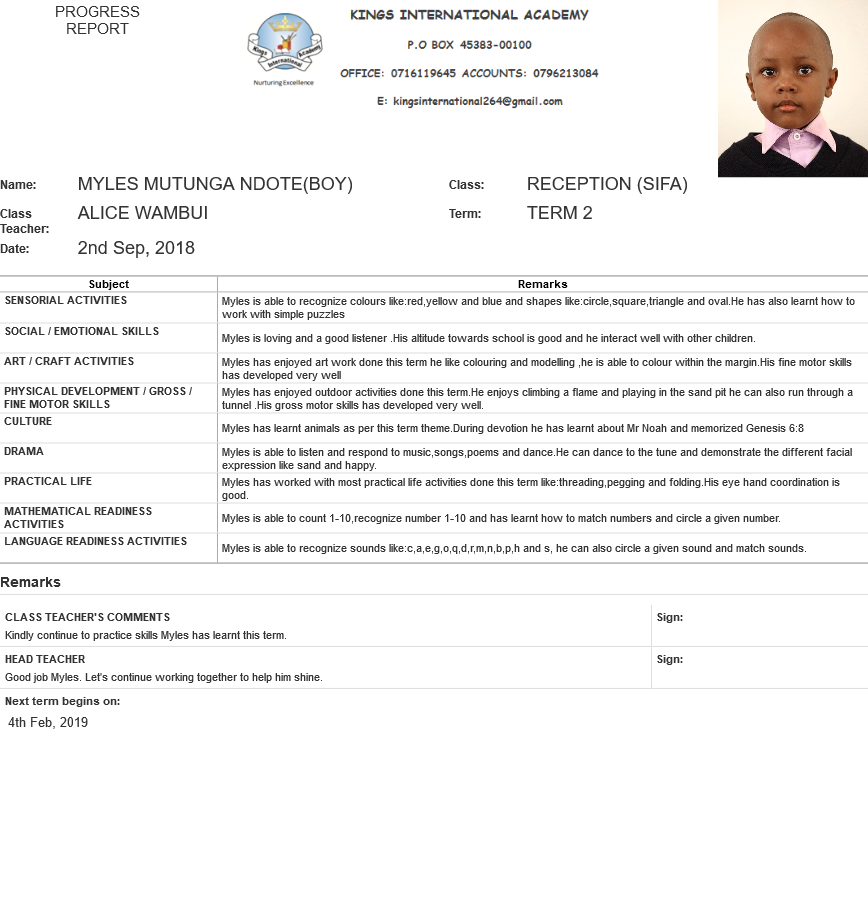 PROGRESS
REPORT
KINGS INTERNATIONAL ACADEMY
P.O BOX 45383-00100
OFFICE: 0716119645 ACCOUNTS: 0796213084
E: kingsinternational264@gmail.com
Kings Academy
International
Nurturing Excellence
Name: MYLES MUTUNGA NDOTE(BOY) Class: RECEPTION (SIFA)
Class Teacher: ALICE WAMBUI Term: TERM 2
Date: 2nd Sep, 2018
Subject Remarks
SENSORIAL ACTIVITIES
Myles is able to recognize colours like:red,yellow and blue and shapes like:circle,square,triangle and oval.He has also learnt how to
work with simple puzzles
SOCIAL / EMOTIONAL SKILLS
Myles is loving and a good listener .His altitude towards school is good and he interact well with other children.
ART / CRAFT ACTIVITIES
Myles has enjoyed art work done this term he like colouring and modelling ,he is able to colour within the margin.His fine motor skills
has developed very well
PHYSICAL DEVELOPMENT / GROSS /
FINE MOTOR SKILLS
Myles has enjoyed outdoor activities done this term.He enjoys climbing a flame and playing in the sand pit he can also run through a
tunnel .His gross motor skills has developed very well.
CULTURE
Myles has learnt animals as per this term theme.During devotion he has learnt about Mr Noah and memorized Genesis 6:8
DRAMA
Myles is able to listen and respond to music,songs,poems and dance.He can dance to the tune and demonstrate the different facial
expression like sand and happy.
PRACTICAL LIFE
Myles has worked with most practical life activities done this term like:threading,pegging and folding.His eye hand coordination is
good.
MATHEMATICAL READINESS
ACTIVITIES
Myles is able to count 1-10,recognize number 1-10 and has learnt how to match numbers and circle a given number.
LANGUAGE READINESS ACTIVITIES
Myles is able to recognize sounds like:c,a,e,g,o,q,d,r,m,n,b,p,h and s, he can also circle a given sound and match sounds.
Remarks
CLASS TEACHER'S COMMENTS Sign:
Kindly continue to practice skills Myles has learnt this term.
HEAD TEACHER Sign:
Good job Myles. Let's continue working together to help him shine.
Next term begins on:
4th Feb, 2019